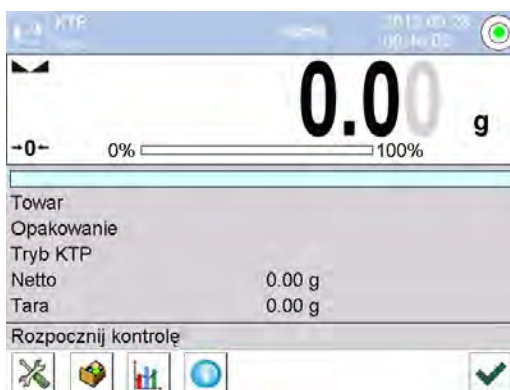 KTP
0.00 g
→0←
0% 100%
Towar
Opakowanie
Tryb KTP
Netto 0.00 g
Tara 0.00 g
Rozpocznij kontrolę